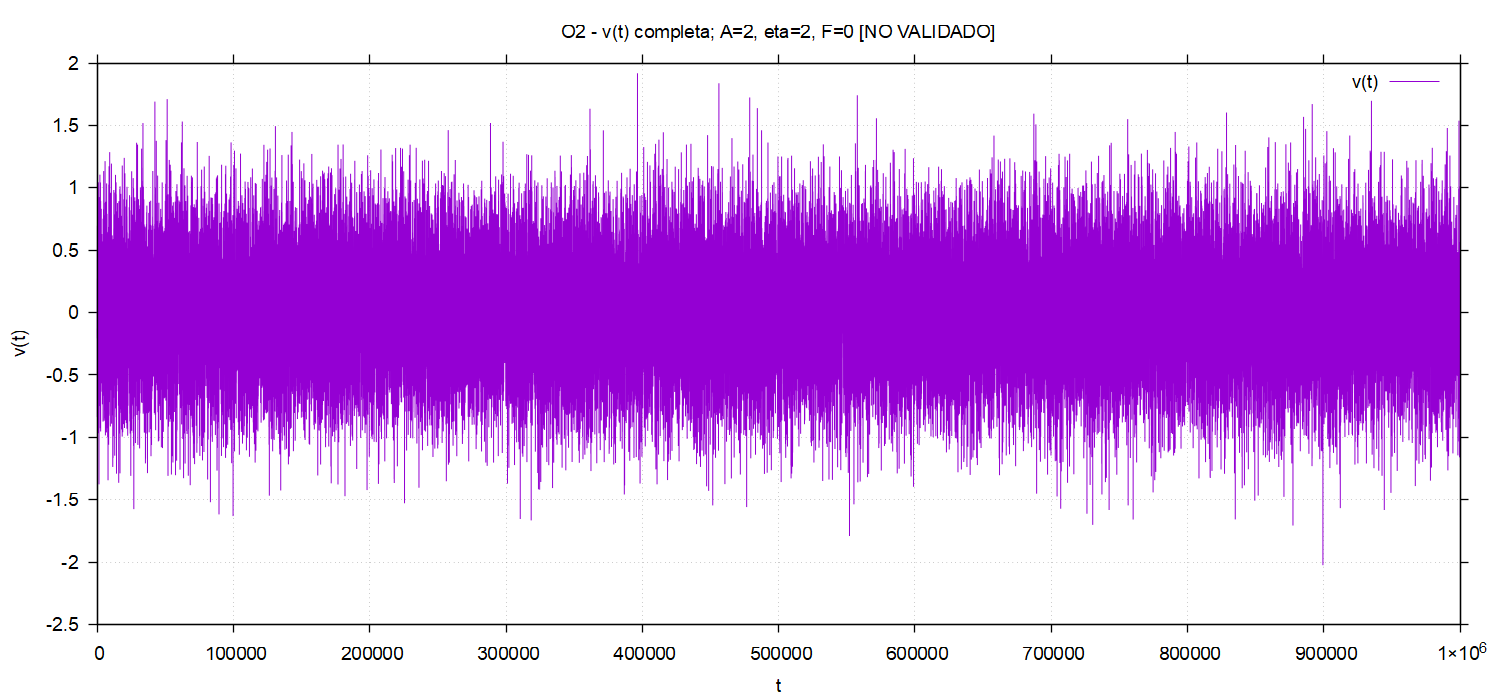 O2 - v(t) completa; A=2, eta=2, F=0 [NO VALIDADO]
v(t)
2
1.5
1
0.5
0
-0.5
-1
-1.5
-2
-2.5
v(t)
0 100000 200000 300000 400000 500000 600000 700000 800000 900000 1×10⁶
t